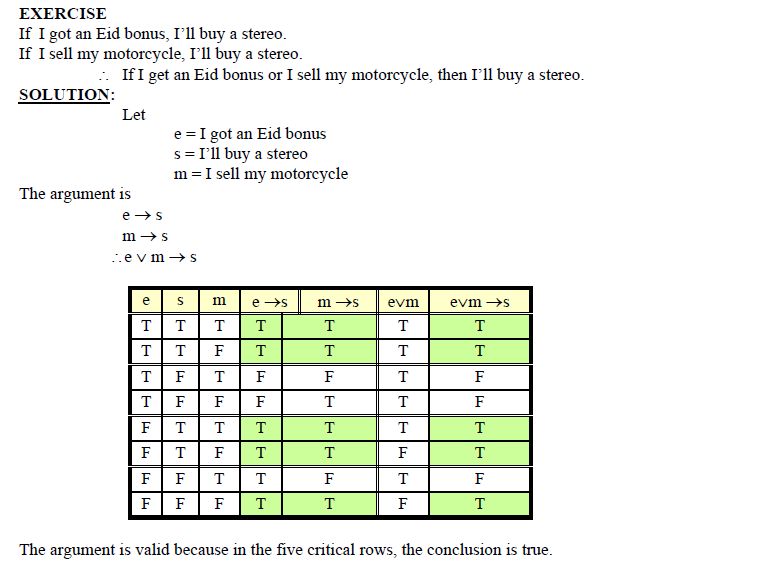 EXERCISE
If I got an Eid bonus, I’ll buy a stereo.
If I sell my motorcycle, I’ll buy a stereo.
∴ If I get an Eid bonus or I sell my motorcycle, then I’ll buy a stereo.
SOLUTION:
Let
e = I got an Eid bonus
s = I’ll buy a stereo
m = I sell my motorcycle
The argument is
e → s
m → s
∴ e ∨ m → s
e s m e →s m →s e∨m e∨m →s
T T T T T T T
T T F T T T T
T F T F F T F
T F F F T T F
F T T T T T T
F T F T T F T
F F T T F T F
F F F T T F T
The argument is valid because in the five critical rows, the conclusion is true.